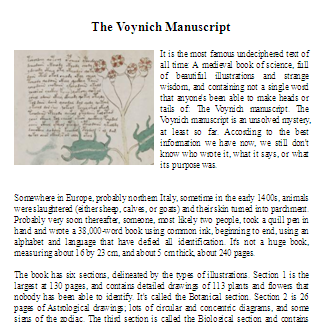 The Voynich Manuscript
It is the most famous undeciphered text of
all time: A medieval book of science, full
of beautiful illustrations and strange
wisdom, and containing not a single word
that anyone's been able to make heads or
tails of: The Voynich manuscript. The
Voynich manuscript is an unsolved mystery,
at least so far. According to the best
information we have now, we still don't
know who wrote it, what it says, or what
its purpose was.
Somewhere in Europe, probably northern Italy, sometime in the early 1400s, animals
were slaughtered (either sheep, calves, or goats) and their skin turned into parchment.
Probably very soon thereafter, someone, most likely two people, took a quill pen in
hand and wrote a 38,000-word book using common ink, beginning to end, using an
alphabet and language that have defied all identification. It's not a huge book,
measuring about 16 by 23 cm, and about 5 cm thick, about 240 pages.
The book has six sections, delineated by the types of illustrations. Section 1 is the
largest at 130 pages, and contains detailed drawings of 113 plants and flowers that
nobody has been able to identify. It's called the Botanical section. Section 2 is 26
pages of Astrological drawings, lots of circular and concentric diagrams, and some
signs of the zodiac. The third section is called the Biological section and contains